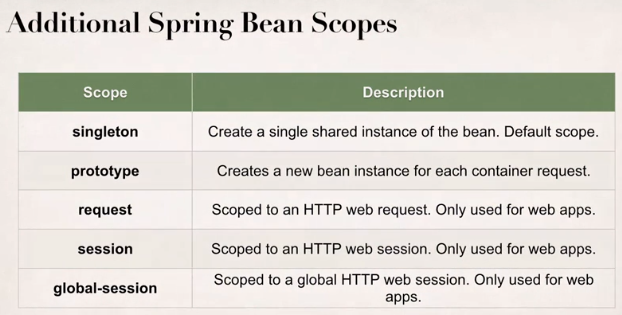 Additional Spring Bean Scopes
Scope Description
singleton Create a single shared instance of the bean. Default scope.
prototype Creates a new bean instance for each container request.
request Scoped to an HTTP web request. Only used for web apps.
session Scoped to an HTTP web session. Only used for web apps.
global-session Scoped to a global HTTP web session. Only used for web
apps.